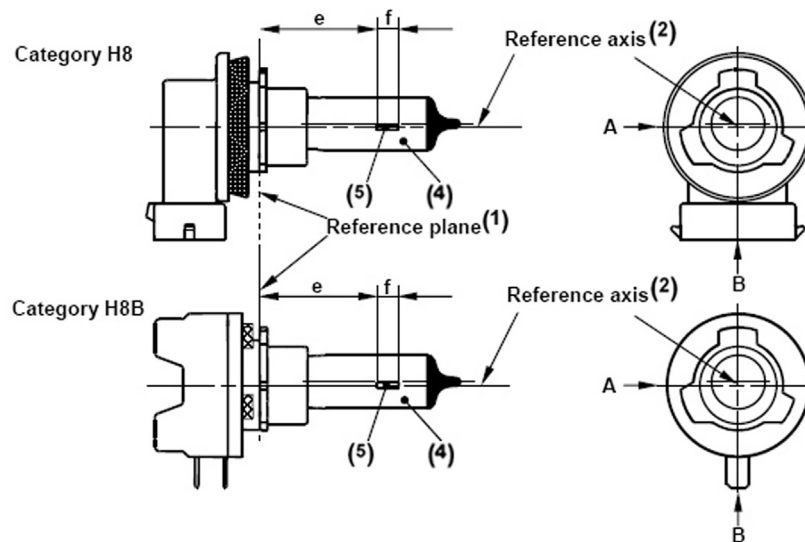 e f
Category H8
Reference axis(2)
A
(5) (4)
Reference plane(1)
B
e f
Category H8B
Reference axis(2)
A
(5) (4)
B